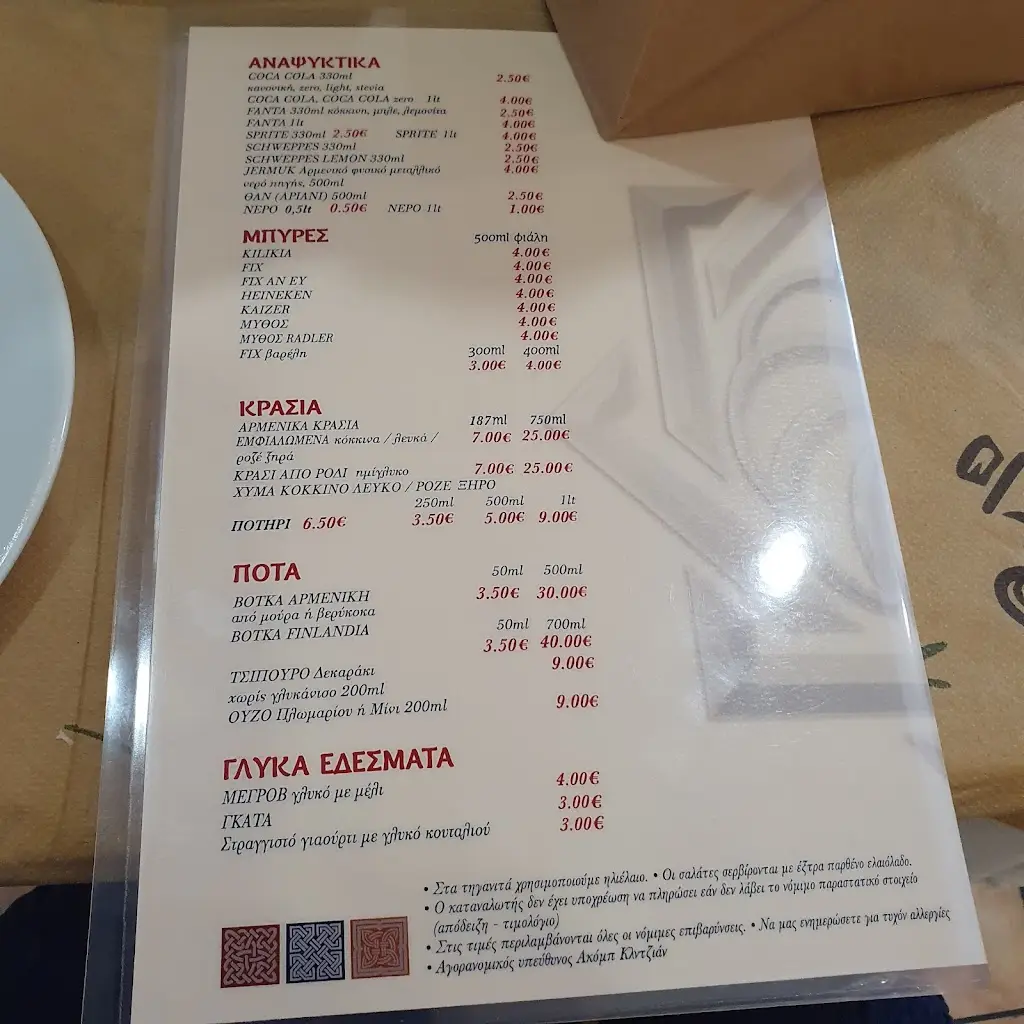 ΑΝΑΨΥΚΤΙΚΑ
COCA COLA 330ml 2.50€
κανονική, zero, light, stevia
COCA COLA, COCA COLA zero 1lt 4.00€
FANTA 330ml κόκκινη, μπλε, λεμονίτα 2.50€
FANTA 1lt 4.00€
SPRITE 330ml 2.50€ SPRITE 1lt 4.00€
SCHWEPPES 330ml 2.50€
SCHWEPPES LEMON 330ml 2.50€
JERMUK Αρμενικό φυσικό μεταλλικό 4.00€
νερό πηγής, 500ml
ΘΑΝ (ΑΡΙΑΝΙ) 500ml 2.50€
ΝΕΡΟ 0,5lt 0.50€ ΝΕΡΟ 1lt 1.00€
ΜΠΥΡΕΣ 500ml φιάλη
KILIKIA 4.00€
FIX 4.00€
FIX ΑΝ ΕΥ 4.00€
HEINEKEN 4.00€
KAIZER 4.00€
ΜΥΘΟΣ 4.00€
ΜΥΘΟΣ RADLER 4.00€
FIX βαρέλη 300ml 400ml
3.00€ 4.00€
ΚΡΑΣΙΑ
ΑΡΜΕΝΙΚΑ ΚΡΑΣΙΑ 187ml 750ml
ΕΜΦΙΑΛΩΜΕΝΑ κόκκινα / λευκά / 7.00€ 25.00€
ροζέ ξηρά
ΚΡΑΣΙ ΑΠΟ ΡΟΔΙ ημίγλυκο 7.00€ 25.00€
ΧΥΜΑ ΚΟΚΚΙΝΟ ΛΕΥΚΟ / ΡΟΖΕ ΞΗΡΟ
250ml 500ml 1lt
ΠΟΤΗΡΙ 6.50€ 3.50€ 5.00€ 9.00€
ΠΟΤΑ 50ml 500ml
ΒΟΤΚΑ ΑΡΜΕΝΙΚΗ 3.50€ 30.00€
από μούρα ή βερύκοκα
ΒΟΤΚΑ FINLANDIA 50ml 700ml
3.50€ 40.00€
ΤΣΙΠΟΥΡΟ Δεκαράκι 9.00€
χωρίς γλυκάνισο 200ml
ΟΥΖΟ Πλωμαρίου ή Μίνι 200ml 9.00€
ΓΛΥΚΑ ΕΔΕΣΜΑΤΑ
ΜΕΓΡΟΒ γλυκό με μέλι 4.00€
ΓΚΑΤΑ 3.00€
Στραγγιστό γιαούρτι με γλυκό κουταλιού 3.00€
• Στα τηγανιτά χρησιμοποιούμε ηλιέλαιο. • Οι σαλάτες σερβίρονται με έξτρα παρθένο ελαιόλαδο.
• Ο καταναλωτής δεν έχει υποχρέωση να πληρώσει εάν δεν λάβει το νόμιμο παραστατικό στοιχείο
(απόδειξη - τιμολόγιο)
• Στις τιμές περιλαμβάνονται όλες οι νόμιμες επιβαρύνσεις. • Να μας ενημερώσετε για τυχόν αλλεργίες
• Αγορανομικός υπεύθυνος Ακόμπ Κλντζιάν